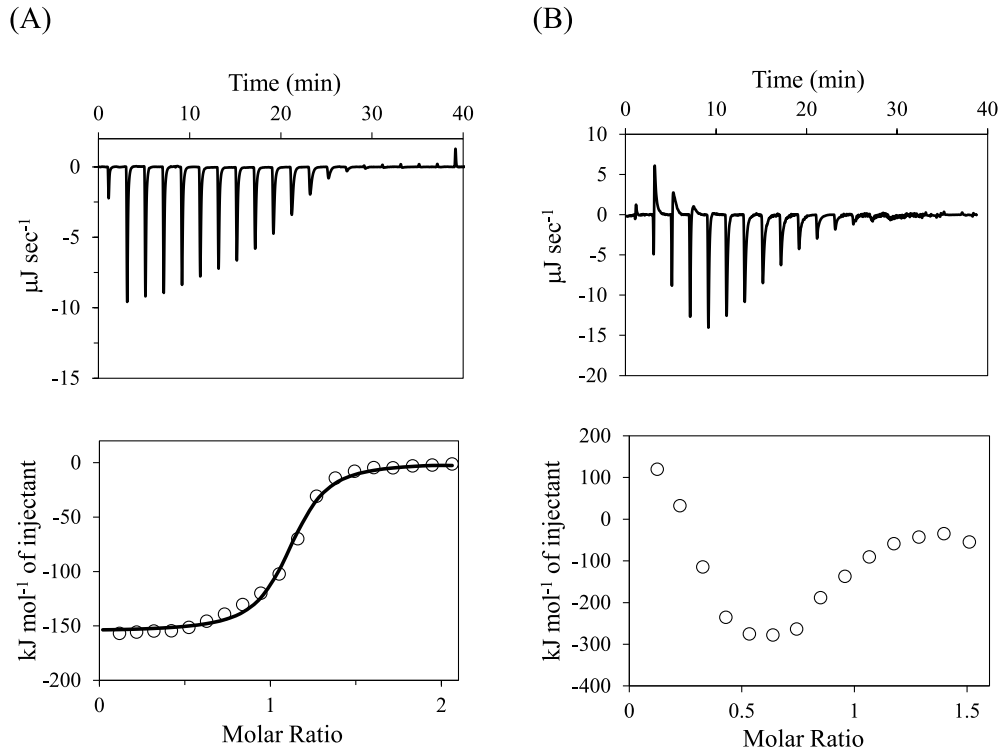 (A)
Time (min)
0 10 20 30 40
0
-5
-10
-15
µJ sec-1
0
-50
-100
-150
-200
kJ mol-1 of injectant
0 1 2
Molar Ratio
(B)
Time (min)
0 10 20 30 40
10
5
0
-5
-10
-15
-20
µJ sec-1
200
100
0
-100
-200
-300
-400
kJ mol-1 of injectant
0 0.5 1 1.5
Molar Ratio